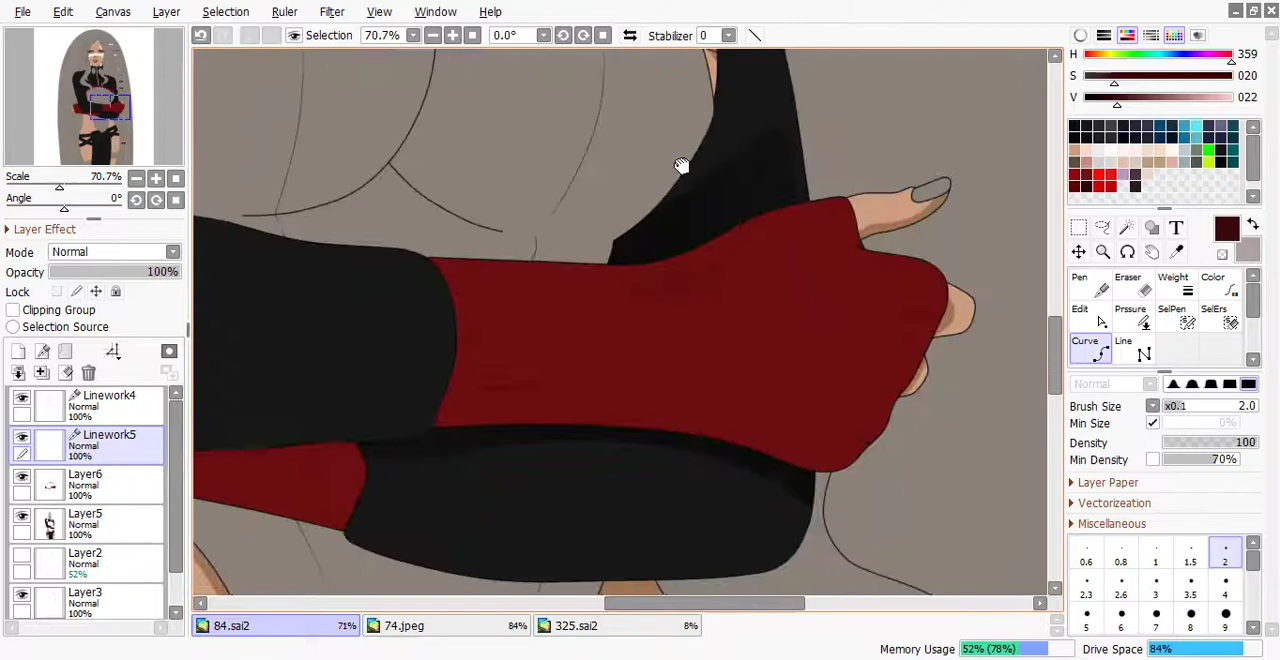 File Edit Canvas Layer Selection Ruler Filter View Window Help
Selection 70.7% 0.0° Stabilizer 0
H 359
S 020
V 022
Scale 70.7%
Angle 0°
Layer Effect
Mode Normal
Opacity 100%
Lock
Clipping Group
Selection Source
Linework4
Normal
100%
Linework5
Normal
100%
Layer6
Normal
100%
Layer5
Normal
100%
Layer2
Normal
52%
Layer3
Normal
100%
T
Pen Eraser Weight Color
Edit Prssure SelPen SelErs
Curve Line
Normal
Brush Size x0.1 2.0
Min Size 0%
Density 100
Min Density 70%
Layer Paper
Vectorizeation
Miscellaneous
0.6 0.8 1 1.5 2
2.3 2.6 3 3.5 4
5 6 7 8 9
84.sai2 71% 74.jpeg 84% 325.sai2 8%
Memory Usage 52% (78%) Drive Space 84%